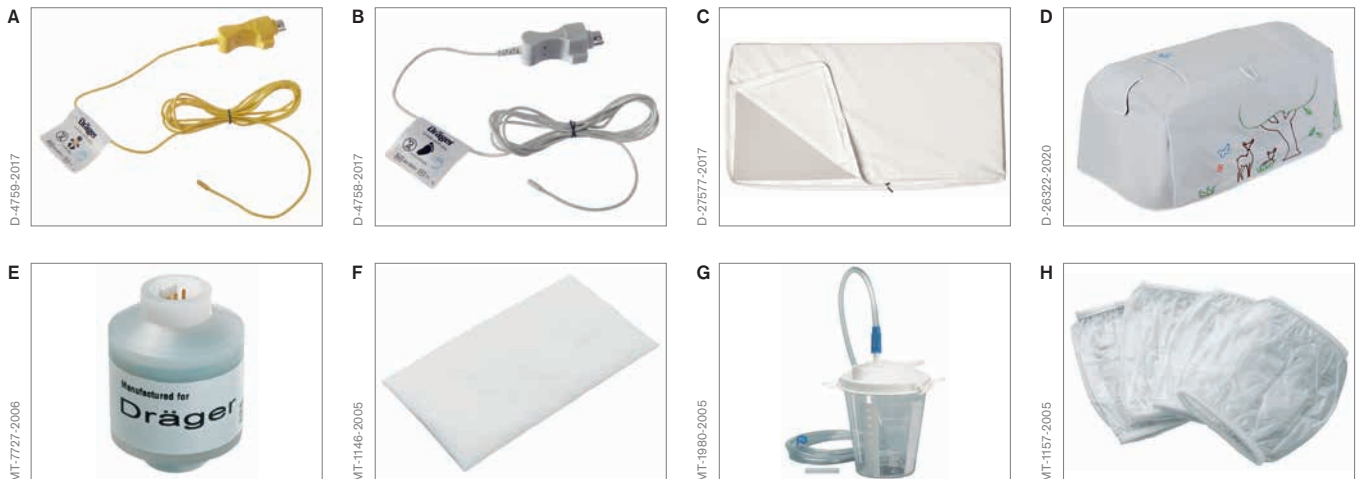 A
D-4759-2017
Dräger
B
D-4758-2017
Dräger
C
D-27577-2017
D
D-26322-2020
E
MT-7727-2006
Manufactured for
Dräger
F
MT-1146-2005
G
MT-1980-2005
H
MT-1157-2005